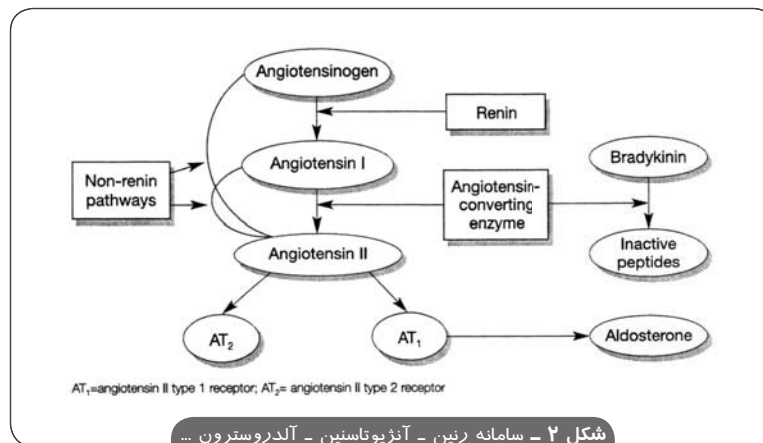 Angiotensinogen
Renin
Angiotensin I
Bradykinin
Non-renin
pathways
Angiotensin-
converting
enzyme
Angiotensin II
Inactive
peptides
AT₂
AT₁
Aldosterone
AT₁=angiotensin II type 1 receptor; AT₂= angiotensin II type 2 receptor
شکل ۲ ـ سامانه رنین ـ آنژیوتاسنین ـ آلدروسترون ...